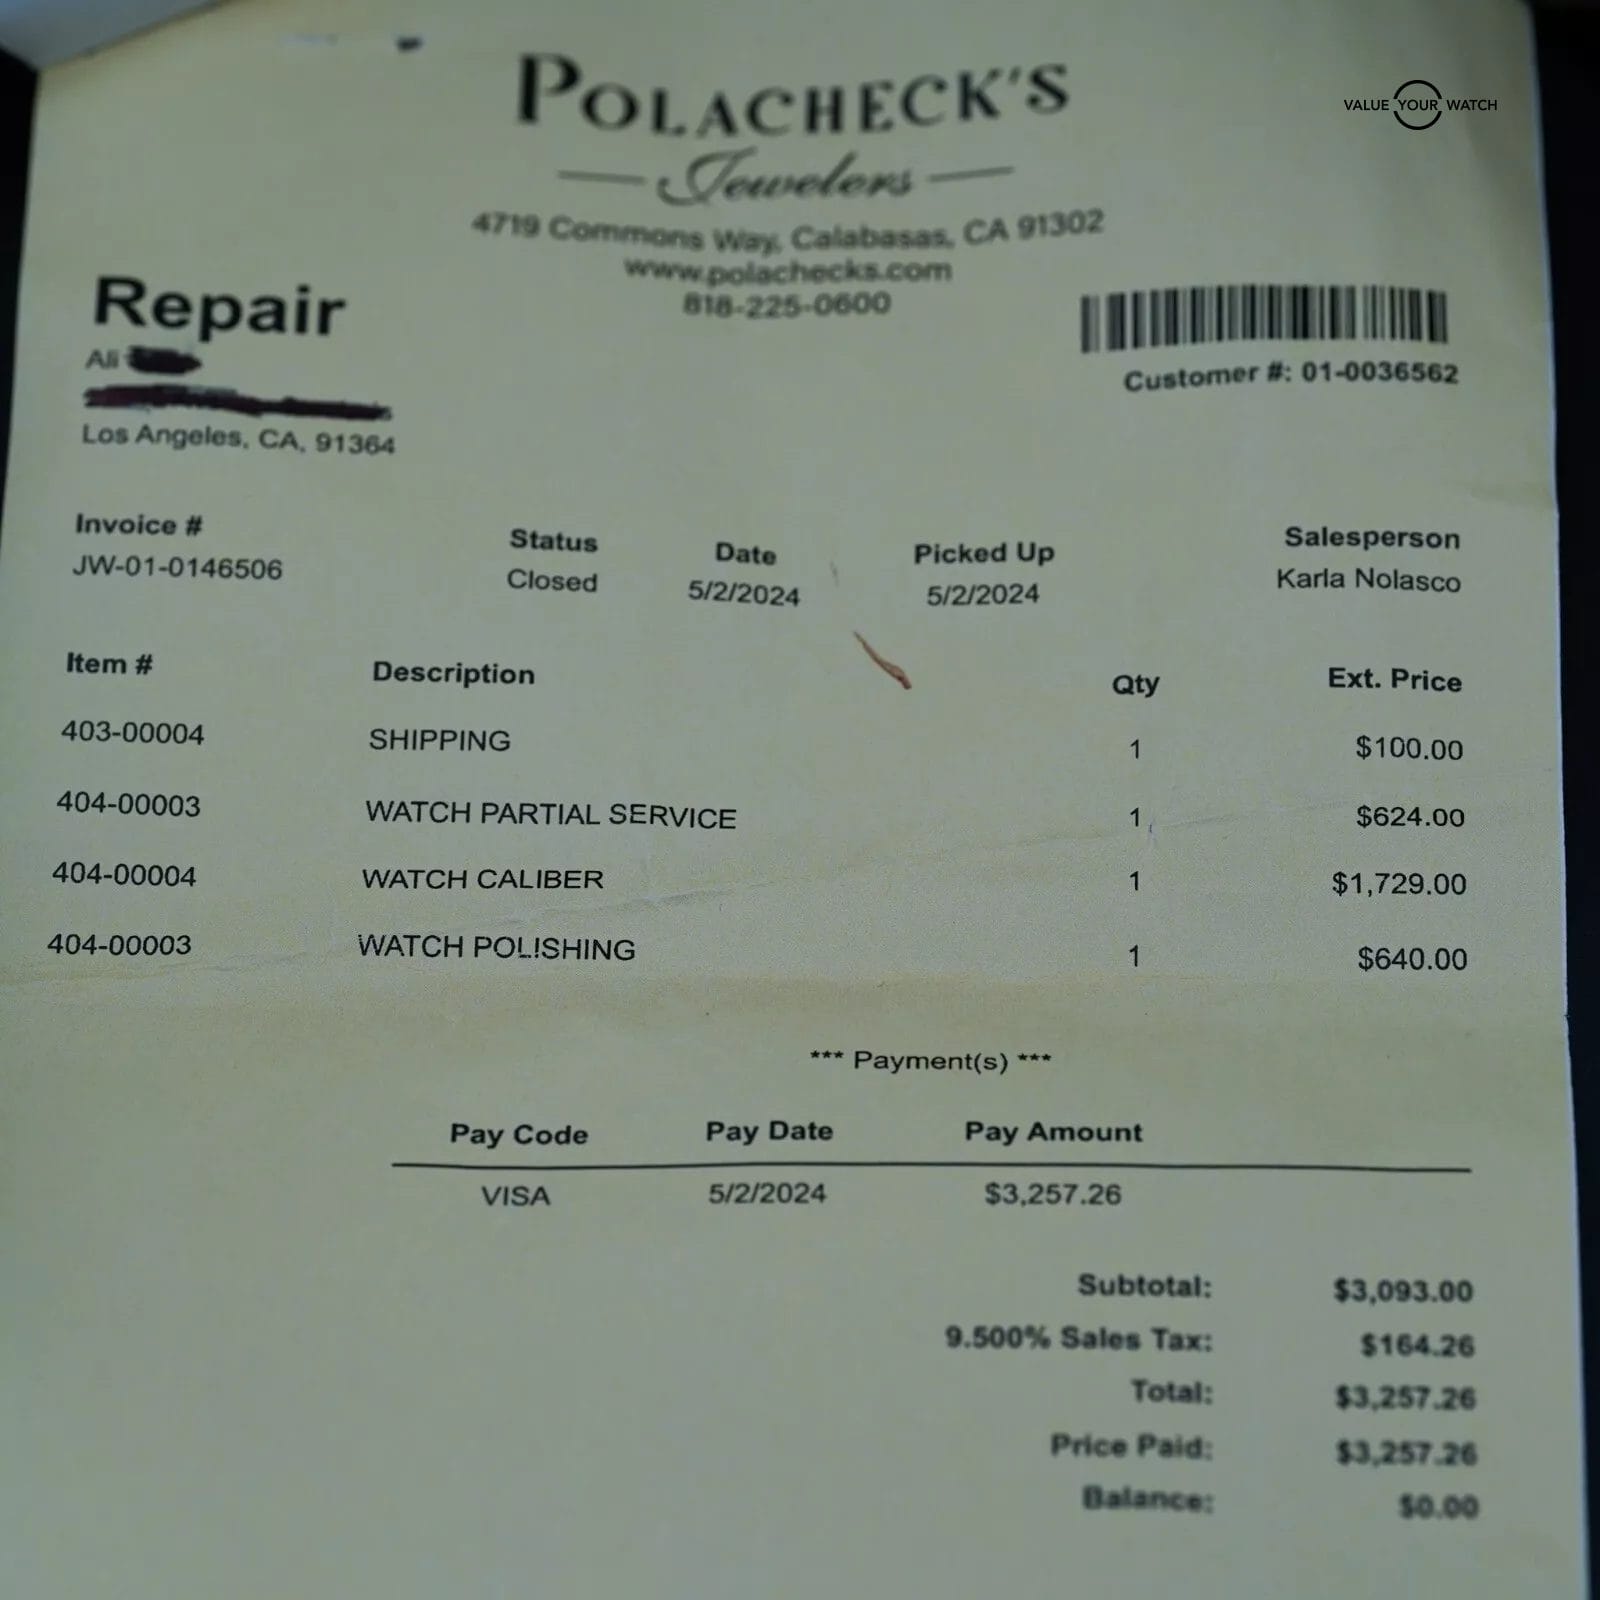 POLACHECK'S
Jewelers
VALUE YOUR WATCH
4719 Commons Way, Calabasas, CA 91302
www.polachecks.com
818-225-0600
Repair
Ali
Los Angeles, CA, 91364
Customer #: 01-0036562
Invoice # Status Date Picked Up Salesperson
JW-01-0146506 Closed 5/2/2024 5/2/2024 Karla Nolasco
Item # Description Qty Ext. Price
403-00004 SHIPPING 1 $100.00
404-00003 WATCH PARTIAL SERVICE 1 $624.00
404-00004 WATCH CALIBER 1 $1,729.00
404-00003 WATCH POLISHING 1 $640.00
*** Payment(s) ***
Pay Code Pay Date Pay Amount
VISA 5/2/2024 $3,257.26
Subtotal: $3,093.00
9.500% Sales Tax: $164.26
Total: $3,257.26
Price Paid: $3,257.26
Balance: $0.00